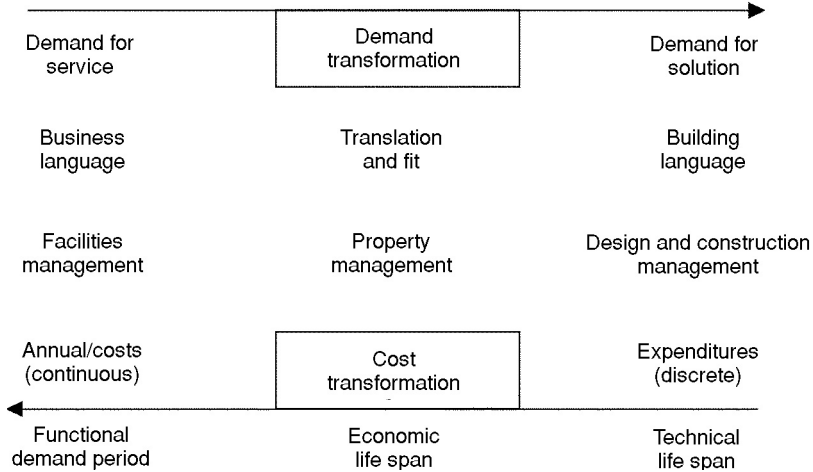 Demand for
service
Demand
transformation
Demand for
solution
Business
language
Translation
and fit
Building
language
Facilities
management
Property
management
Design and construction
management
Annual/costs
(continuous)
Cost
transformation
Expenditures
(discrete)
Functional
demand period
Economic
life span
Technical
life span